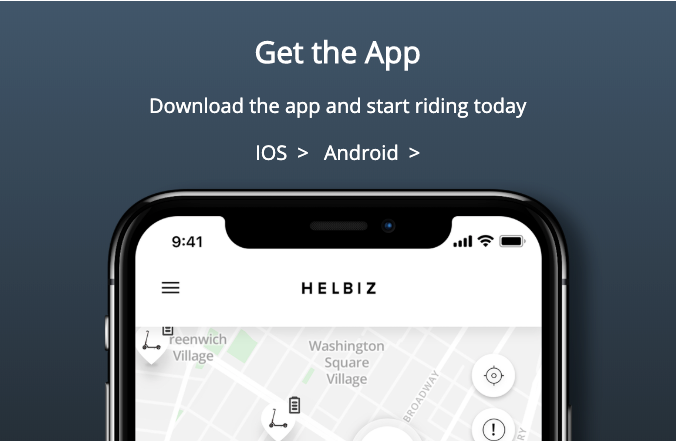 Get the App
Download the app and start riding today
IOS > Android >
9:41
HELBIZ
reenwich
Village
Washington
Square
Village
BROADWAY
!